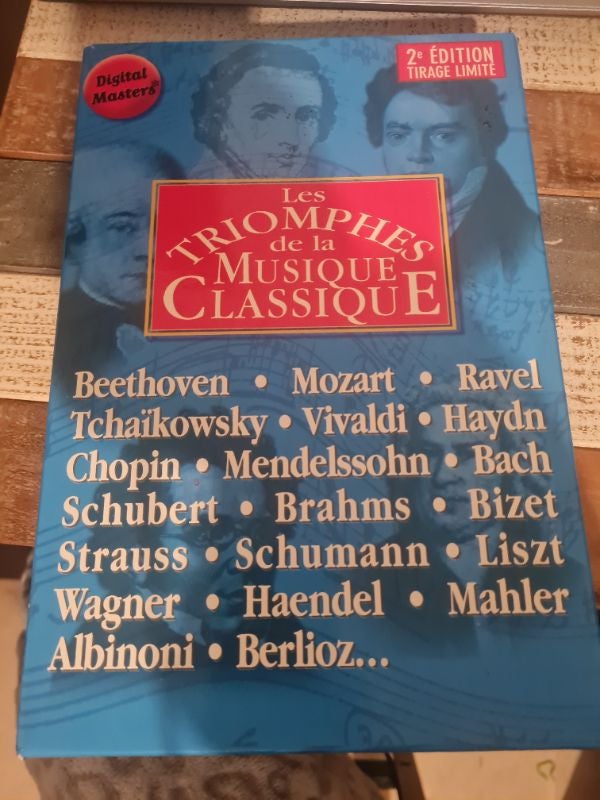 Digital
Masters
2e ÉDITION
TIRAGE LIMITÉ
Les
TRIOMPHES
de la
MUSIQUE
CLASSIQUE
Beethoven • Mozart • Ravel
Tchaïkowsky • Vivaldi • Haydn
Chopin • Mendelssohn • Bach
Schubert • Brahms • Bizet
Strauss • Schumann • Liszt
Wagner • Haendel • Mahler
Albinoni • Berlioz...